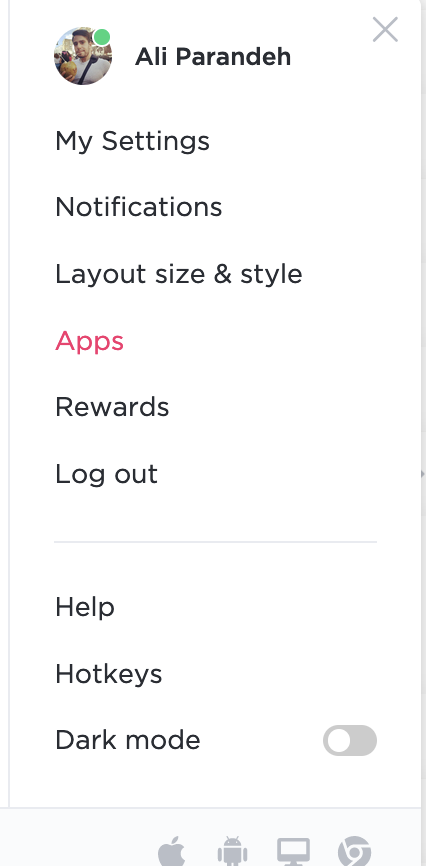 Ali Parandeh
My Settings
Notifications
Layout size & style
Apps
Rewards
Log out
Help
Hotkeys
Dark mode